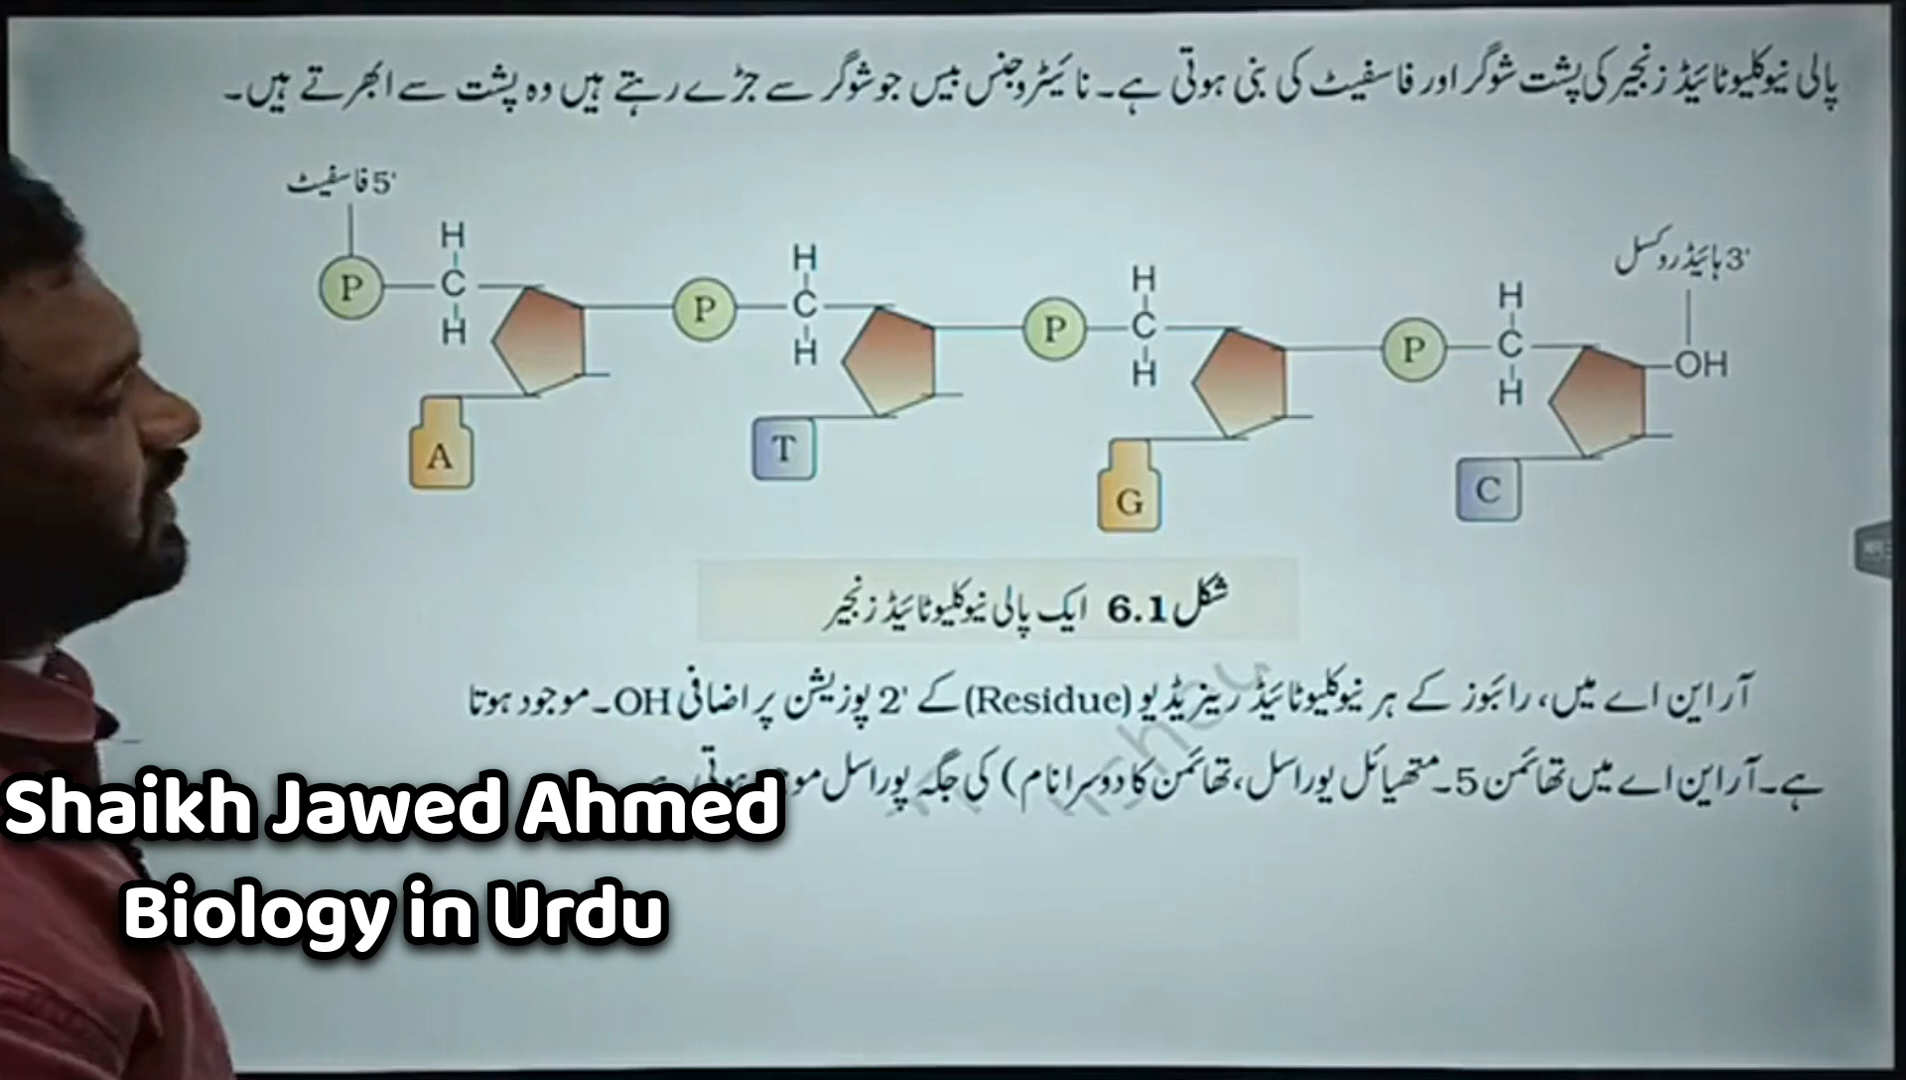 پالی نیوکلیوٹائیڈ زنجیر کی پشت شوگر اور فاسفیٹ کی بنی ہوتی ہے۔ نائیٹروجنس بیس جو شوگر سے جڑے رہتے ہیں وہ پشت سے ابھرتے ہیں۔
5' فاسفیٹ
3' ہائیڈروکسل
H H H H
P C P C P C P C OH
H H H H
A T G C
شکل 6.1 ایک پالی نیوکلیوٹائیڈ زنجیر
آر این اے میں، رائبوز کے ہر نیوکلیوٹائیڈ ریزیڈیو (Residue) کے '2 پوزیشن پر اضافی OH۔ موجود ہوتا
ہے۔ آر این اے میں تھائمن 5۔ متھیائل یوراسل، تھائمن کا دوسرا نام) کی جگہ یوراسل
Shaikh Jawed Ahmed
Biology in Urdu